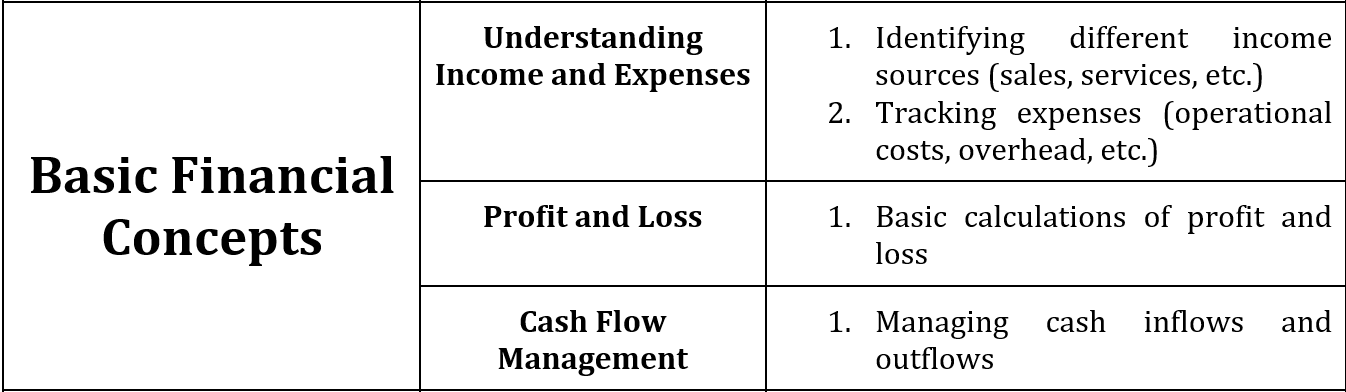 Basic Financial
Concepts
Understanding
Income and Expenses
1. Identifying different income
sources (sales, services, etc.)
2. Tracking expenses (operational
costs, overhead, etc.)
Profit and Loss
1. Basic calculations of profit and
loss
Cash Flow
Management
1. Managing cash inflows and
outflows